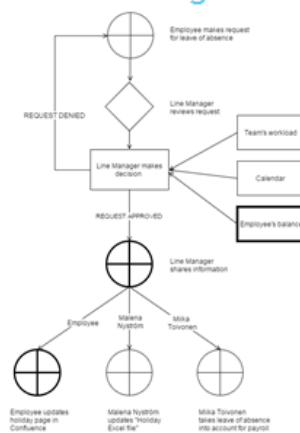 Employee makes request
for leave of absence
Line Manager
reviews request
REQUEST DENIED
Team's workload
Line Manager makes
decision
Calendar
Employee's balance
REQUEST APPROVED
Line Manager
shares information
Employee
Malena
Nyström
Miika
Toivonen
Employee updates
holiday page in
Confluence
Malena Nyström
updates "Holiday
Excel file"
Miika Toivonen
takes leave of absence
into account for payroll